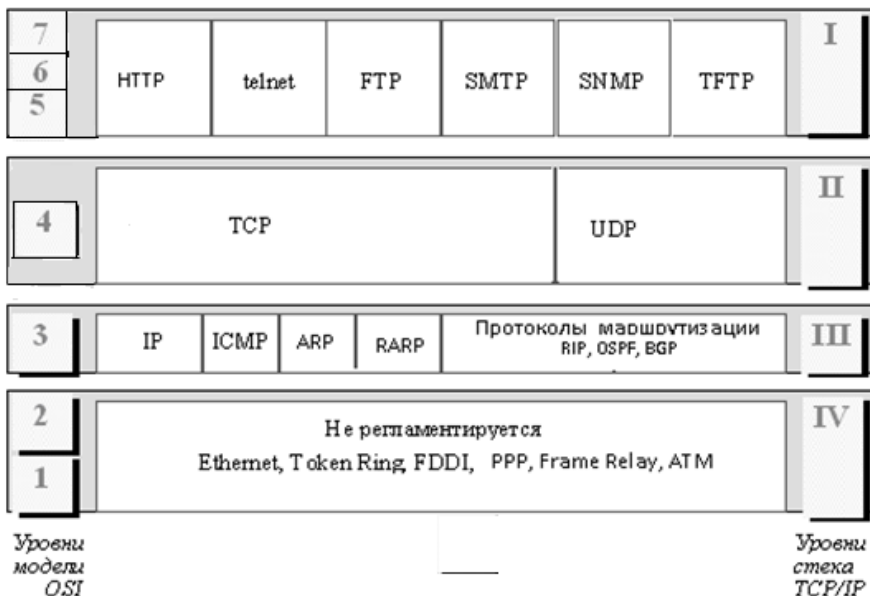 7
6
5
HTTP telnet FTP SMTP SNMP TFTP
I
4
TCP UDP
II
3
IP ICMP ARP RARP
Протоколы маршрутизации
RIP, OSPF, BGP
III
2
1
Не регламентируется
Ethernet, Token Ring, FDDI, PPP, Frame Relay, ATM
IV
Уровни
модели
OSI
Уровни
стека
TCP/IP